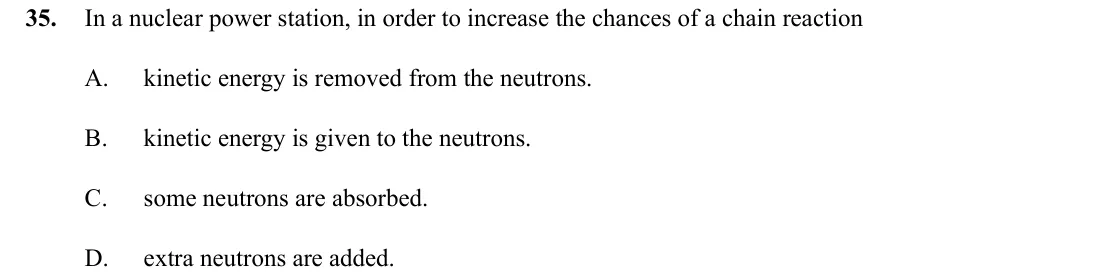 35. In a nuclear power station, in order to increase the chances of a chain reaction
A. kinetic energy is removed from the neutrons.
B. kinetic energy is given to the neutrons.
C. some neutrons are absorbed.
D. extra neutrons are added.